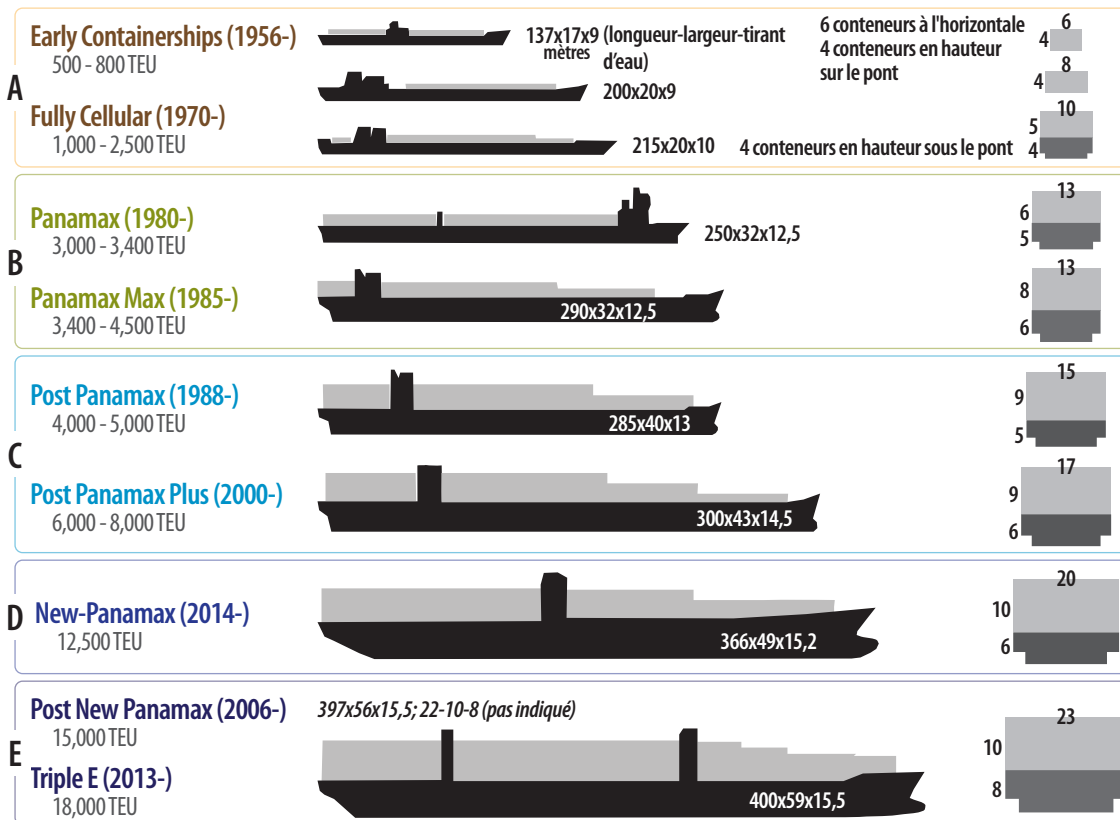 A
Early Containerships (1956-)
500 - 800 TEU
137x17x9 (longueur-largeur-tirant
mètres d'eau)
6 conteneurs à l'horizontale
4 conteneurs en hauteur
sur le pont
6
4
200x20x9
8
4
Fully Cellular (1970-)
1,000 - 2,500 TEU
215x20x10
4 conteneurs en hauteur sous le pont
10
5
4
B
Panamax (1980-)
3,000 - 3,400 TEU
250x32x12,5
13
6
5
Panamax Max (1985-)
3,400 - 4,500 TEU
290x32x12,5
13
8
6
C
Post Panamax (1988-)
4,000 - 5,000 TEU
285x40x13
15
9
5
Post Panamax Plus (2000-)
6,000 - 8,000 TEU
300x43x14,5
17
9
6
D
New-Panamax (2014-)
12,500 TEU
366x49x15,2
20
10
6
E
Post New Panamax (2006-)
15,000 TEU
397x56x15,5; 22-10-8 (pas indiqué)
Triple E (2013-)
18,000 TEU
400x59x15,5
23
10
8